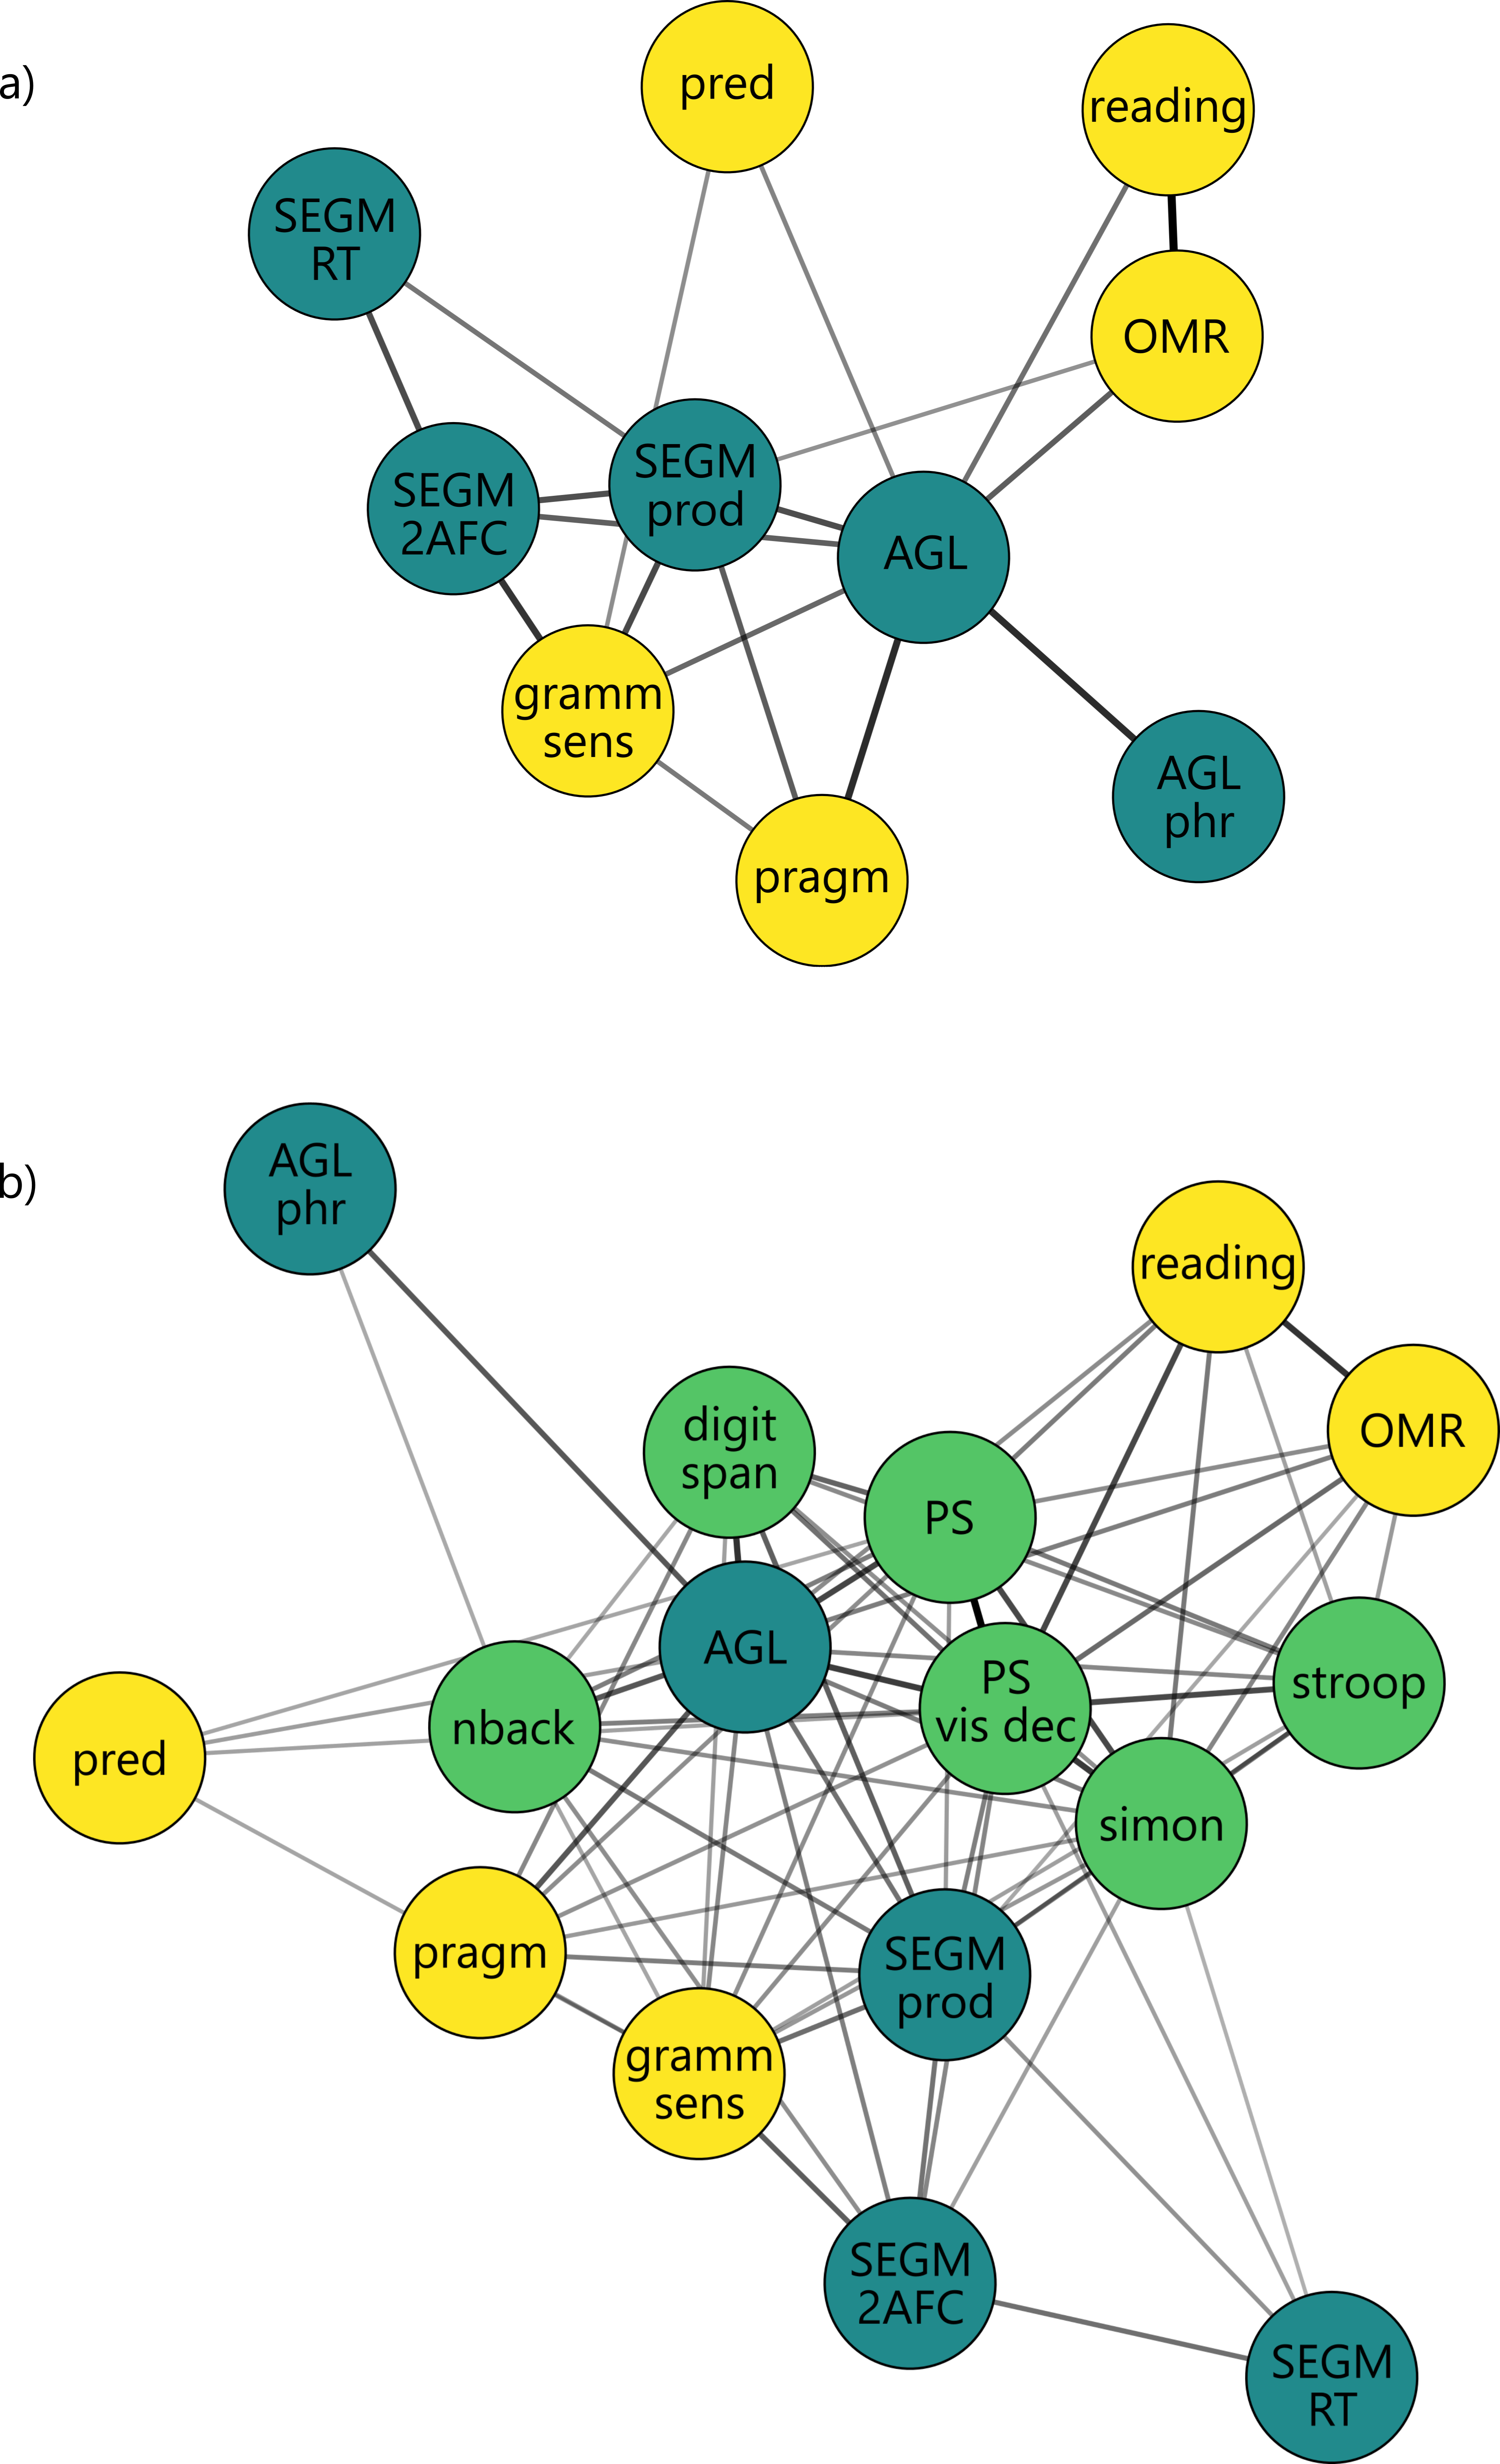 a)
pred
reading
SEGM
RT
OMR
SEGM
prod
SEGM
2AFC
AGL
gramm
sens
AGL
phr
pragm
b)
AGL
phr
reading
digit
span
OMR
PS
AGL
PS
vis dec
stroop
nback
pred
simon
pragm
SEGM
prod
gramm
sens
SEGM
2AFC
SEGM
RT